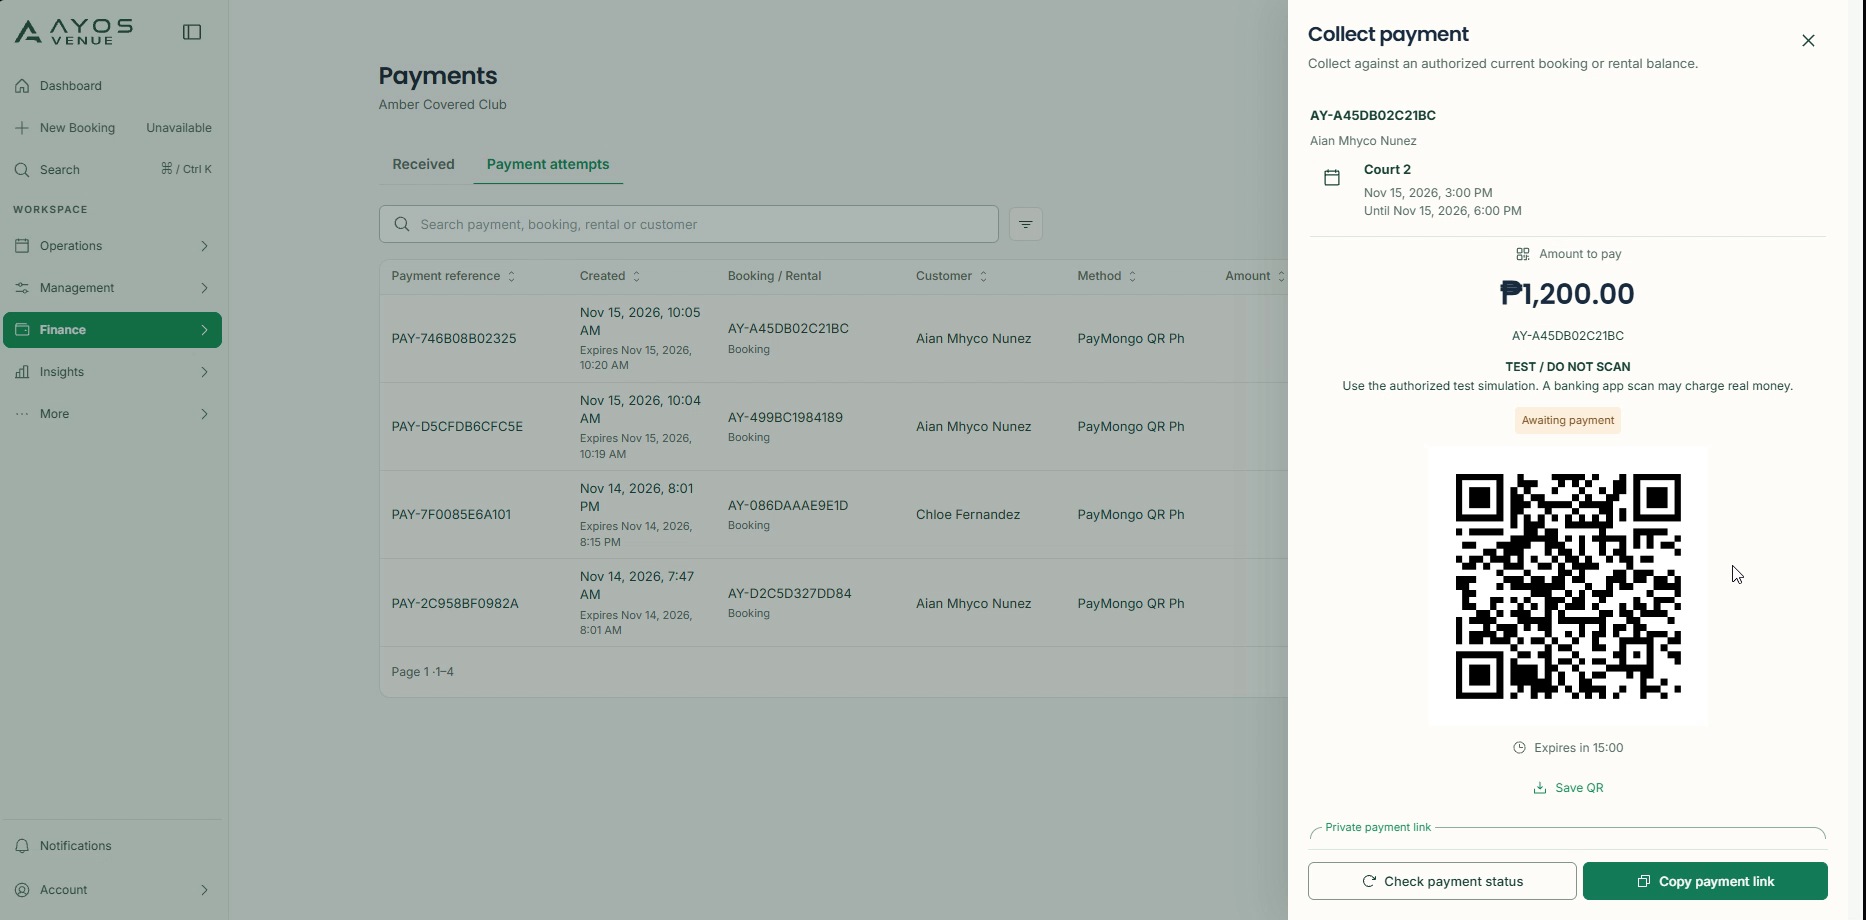 AYOS
VENUE
Dashboard
New Booking Unavailable
Search ⌘ / Ctrl K
WORKSPACE
Operations
Management
Finance
Insights
More
Notifications
Account
Payments
Amber Covered Club
Received Payment attempts
Search payment, booking, rental or customer
Payment reference Created Booking / Rental Customer Method Amount
PAY-746B08B02325
Nov 15, 2026, 10:05
AM
Expires Nov 15, 2026,
10:20 AM
AY-A45DB02C21BC
Booking
Aian Mhyco Nunez
PayMongo QR Ph
PAY-D5CFDB6CFC5E
Nov 15, 2026, 10:04
AM
Expires Nov 15, 2026,
10:19 AM
AY-499BC1984189
Booking
Aian Mhyco Nunez
PayMongo QR Ph
PAY-7F0085E6A101
Nov 14, 2026, 8:01
PM
Expires Nov 14, 2026,
8:15 PM
AY-086DAAAE9E1D
Booking
Chloe Fernandez
PayMongo QR Ph
PAY-2C958BF0982A
Nov 14, 2026, 7:47
AM
Expires Nov 14, 2026,
8:01 AM
AY-D2C5D327DD84
Booking
Aian Mhyco Nunez
PayMongo QR Ph
Page 1 ·1–4
Collect payment
Collect against an authorized current booking or rental balance.
AY-A45DB02C21BC
Aian Mhyco Nunez
Court 2
Nov 15, 2026, 3:00 PM
Until Nov 15, 2026, 6:00 PM
Amount to pay
₱1,200.00
AY-A45DB02C21BC
TEST / DO NOT SCAN
Use the authorized test simulation. A banking app scan may charge real money.
Awaiting payment
Expires in 15:00
Save QR
Private payment link
Check payment status
Copy payment link